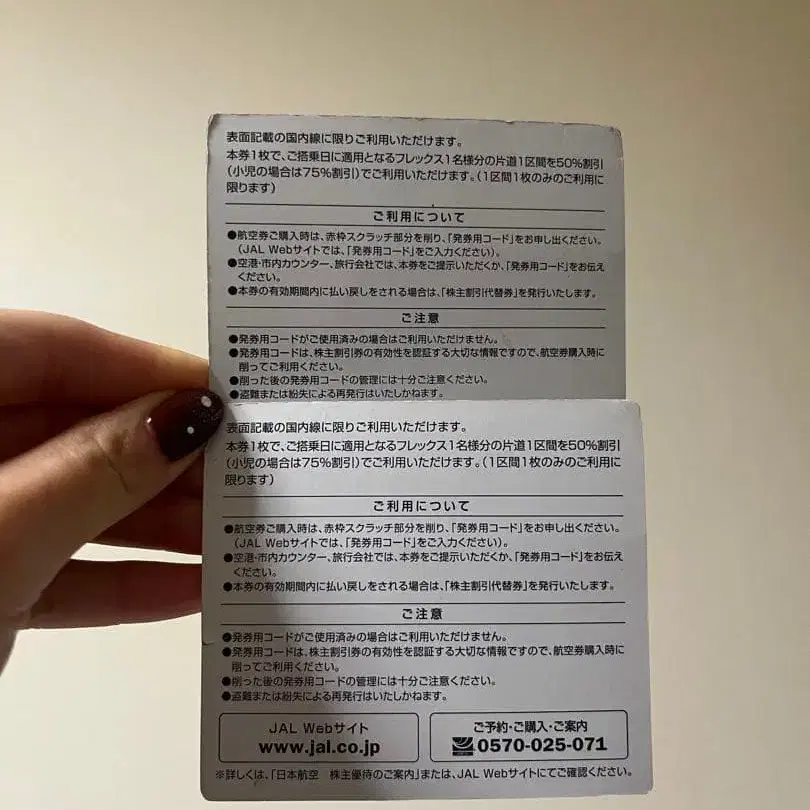 表面記載の国内線に限りご利用いただけます。
本券1枚で、ご搭乗日に適用となるフレックス1名様分の片道1区間を50%割引
(小児の場合は75%割引)でご利用いただけます。(1区間1枚のみのご利用に
限ります)
ご利用について
●航空券ご購入時は、赤枠スクラッチ部分を削り、「発券用コード」をお申し出ください。
(JAL Webサイトでは、「発券用コード」をご入力ください)。
●空港・市内カウンター、旅行会社では、本券をご提示いただくか、「発券用コード」をお伝え
ください。
●本券の有効期間内に払い戻しをされる場合は、「株主割引代替券」を発行いたします。
ご注意
●発券用コードがご使用済みの場合はご利用いただけません。
●発券用コードは、株主割引券の有効性を認証する大切な情報ですので、航空券購入時に
削ってご利用ください。
●削った後の発券用コードの管理には十分ご注意ください。
●盗難または紛失による再発行はいたしかねます。
表面記載の国内線に限りご利用いただけます。
本券1枚で、ご搭乗日に適用となるフレックス1名様分の片道1区間を50%割引
(小児の場合は75%割引)でご利用いただけます。(1区間1枚のみのご利用に
限ります)
ご利用について
●航空券ご購入時は、赤枠スクラッチ部分を削り、「発券用コード」をお申し出ください。
(JAL Webサイトでは、「発券用コード」をご入力ください)。
●空港・市内カウンター、旅行会社では、本券をご提示いただくか、「発券用コード」をお伝え
ください。
●本券の有効期間内に払い戻しをされる場合は、「株主割引代替券」を発行いたします。
ご注意
●発券用コードがご使用済みの場合はご利用いただけません。
●発券用コードは、株主割引券の有効性を認証する大切な情報ですので、航空券購入時に
削ってご利用ください。
●削った後の発券用コードの管理には十分ご注意ください。
●盗難または紛失による再発行はいたしかねます。
JAL Webサイト
www.jal.co.jp
ご予約・ご購入・ご案内
0570-025-071
※詳しくは、「日本航空 株主優待のご案内」または、JAL Webサイトにてご確認ください。